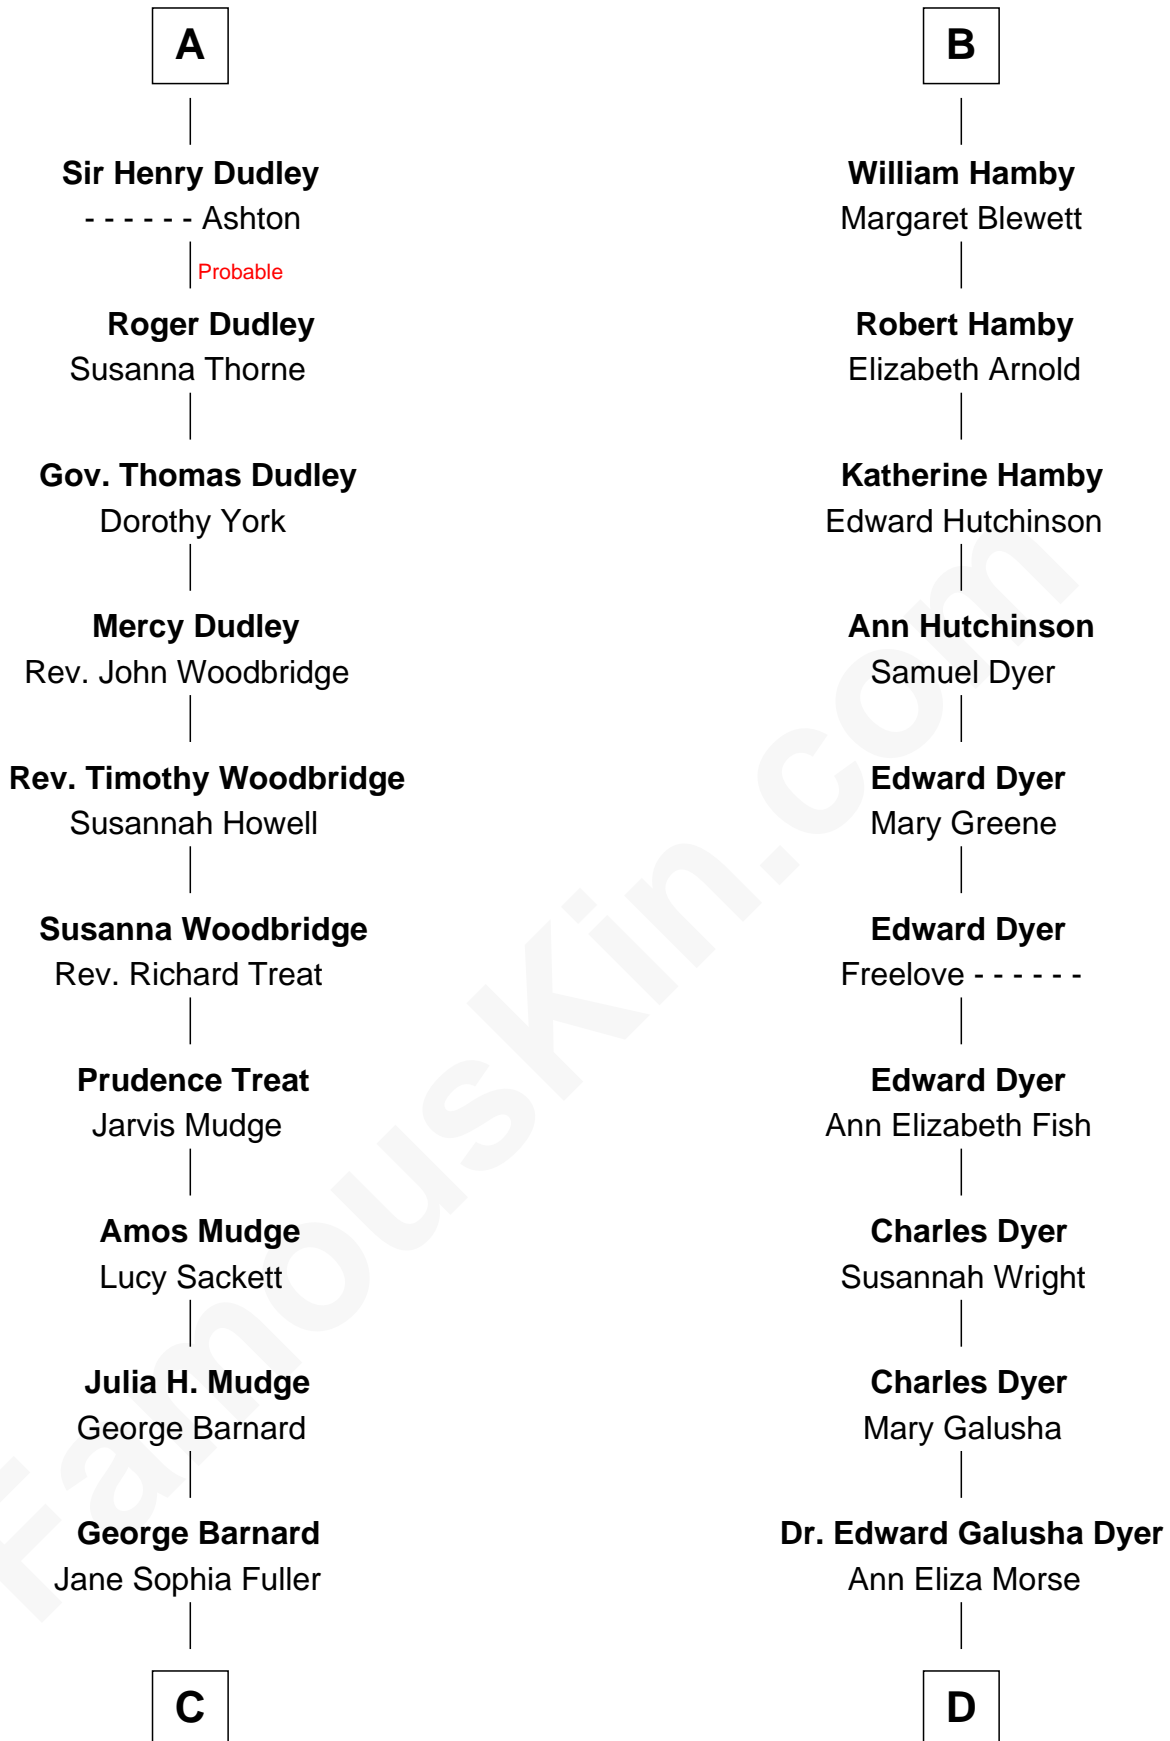 A
Sir Henry Dudley
- - - - - - Ashton
Probable
Roger Dudley
Susanna Thorne
Gov. Thomas Dudley
Dorothy York
Mercy Dudley
Rev. John Woodbridge
Rev. Timothy Woodbridge
Susannah Howell
Susanna Woodbridge
Rev. Richard Treat
Prudence Treat
Jarvis Mudge
Amos Mudge
Lucy Sackett
Julia H. Mudge
George Barnard
George Barnard
Jane Sophia Fuller
C
B
William Hamby
Margaret Blewett
Robert Hamby
Elizabeth Arnold
Katherine Hamby
Edward Hutchinson
Ann Hutchinson
Samuel Dyer
Edward Dyer
Mary Greene
Edward Dyer
Freelove - - - - - -
Edward Dyer
Ann Elizabeth Fish
Charles Dyer
Susannah Wright
Charles Dyer
Mary Galusha
Dr. Edward Galusha Dyer
Ann Eliza Morse
D
FamousKin.com